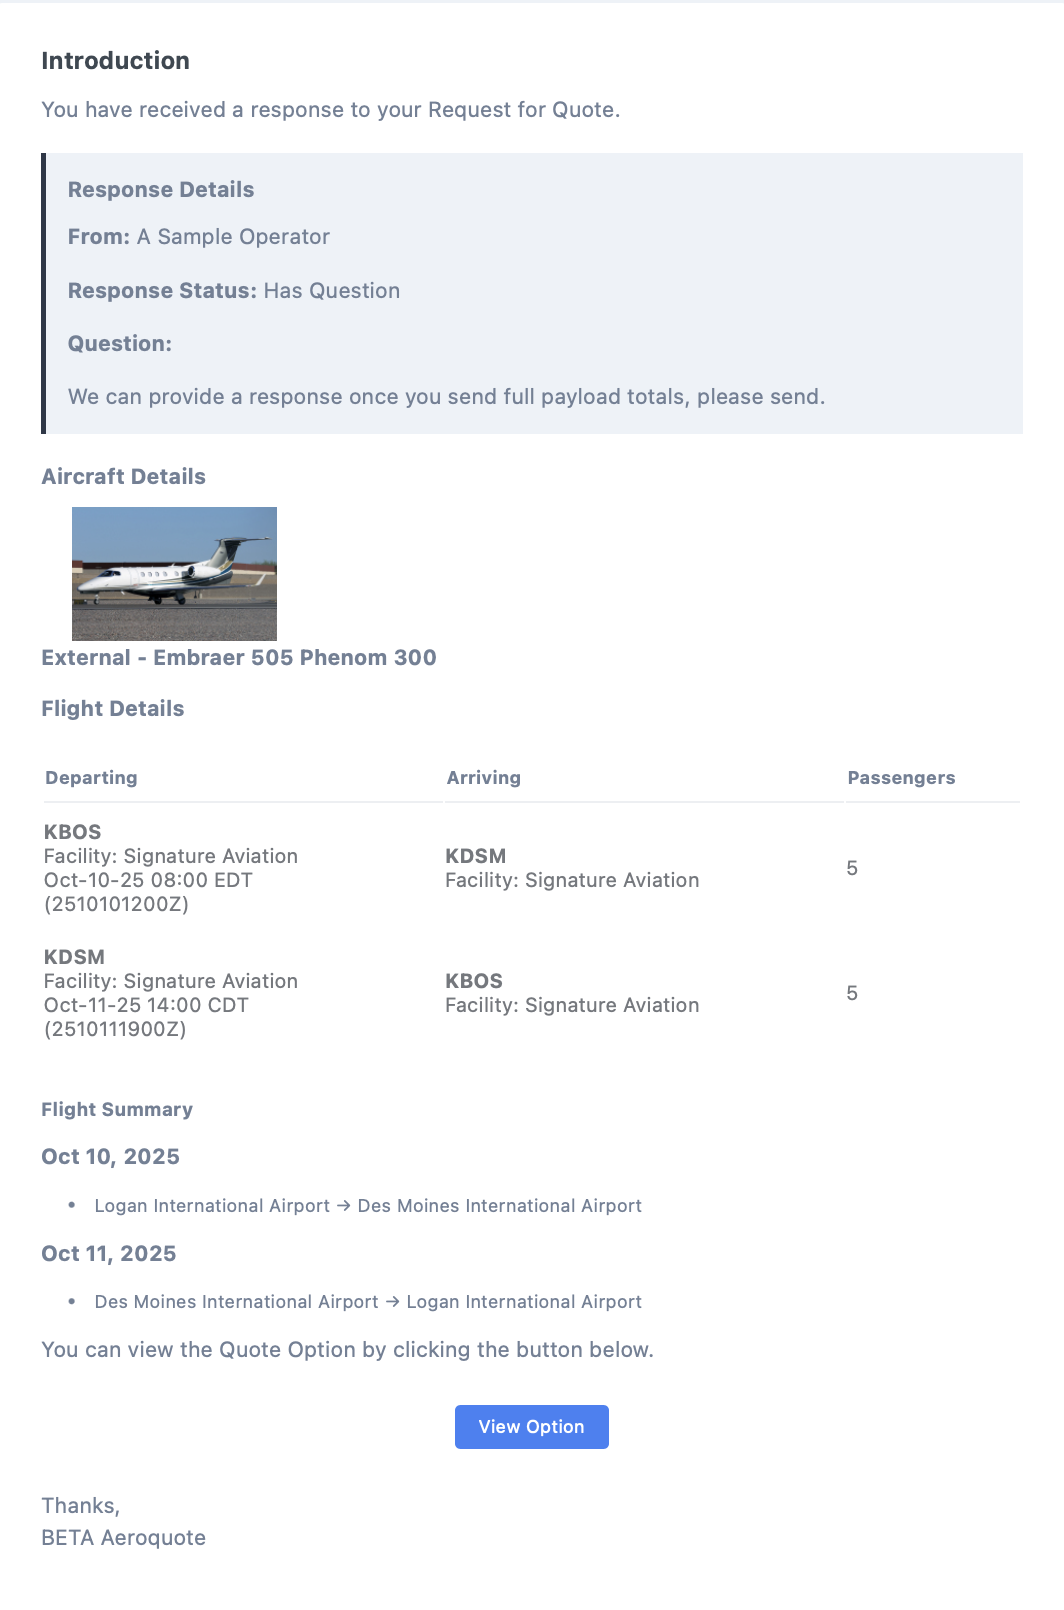 Introduction
You have received a response to your Request for Quote.
Response Details
From: A Sample Operator
Response Status: Has Question
Question:
We can provide a response once you send full payload totals, please send.
Aircraft Details
External - Embraer 505 Phenom 300
Flight Details
Departing Arriving Passengers
KBOS
Facility: Signature Aviation
Oct-10-25 08:00 EDT
(2510101200Z)
KDSM
Facility: Signature Aviation
5
KDSM
Facility: Signature Aviation
Oct-11-25 14:00 CDT
(2510111900Z)
KBOS
Facility: Signature Aviation
5
Flight Summary
Oct 10, 2025
• Logan International Airport → Des Moines International Airport
Oct 11, 2025
• Des Moines International Airport → Logan International Airport
You can view the Quote Option by clicking the button below.
View Option
Thanks,
BETA Aeroquote